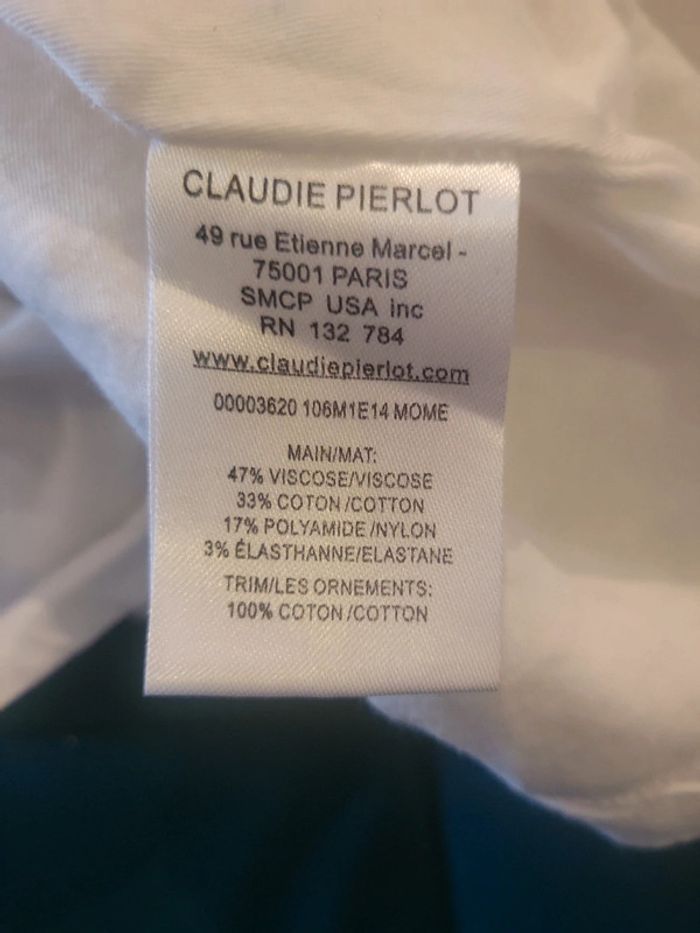 CLAUDIE PIERLOT
49 rue Etienne Marcel -
75001 PARIS
SMCP USA inc
RN 132 784
www.claudiepierlot.com
00003620 106M1E14 MOME
MAIN/MAT:
47% VISCOSE/VISCOSE
33% COTON /COTTON
17% POLYAMIDE /NYLON
3% ÉLASTHANNE/ELASTANE
TRIM/LES ORNEMENTS:
100% COTON /COTTON